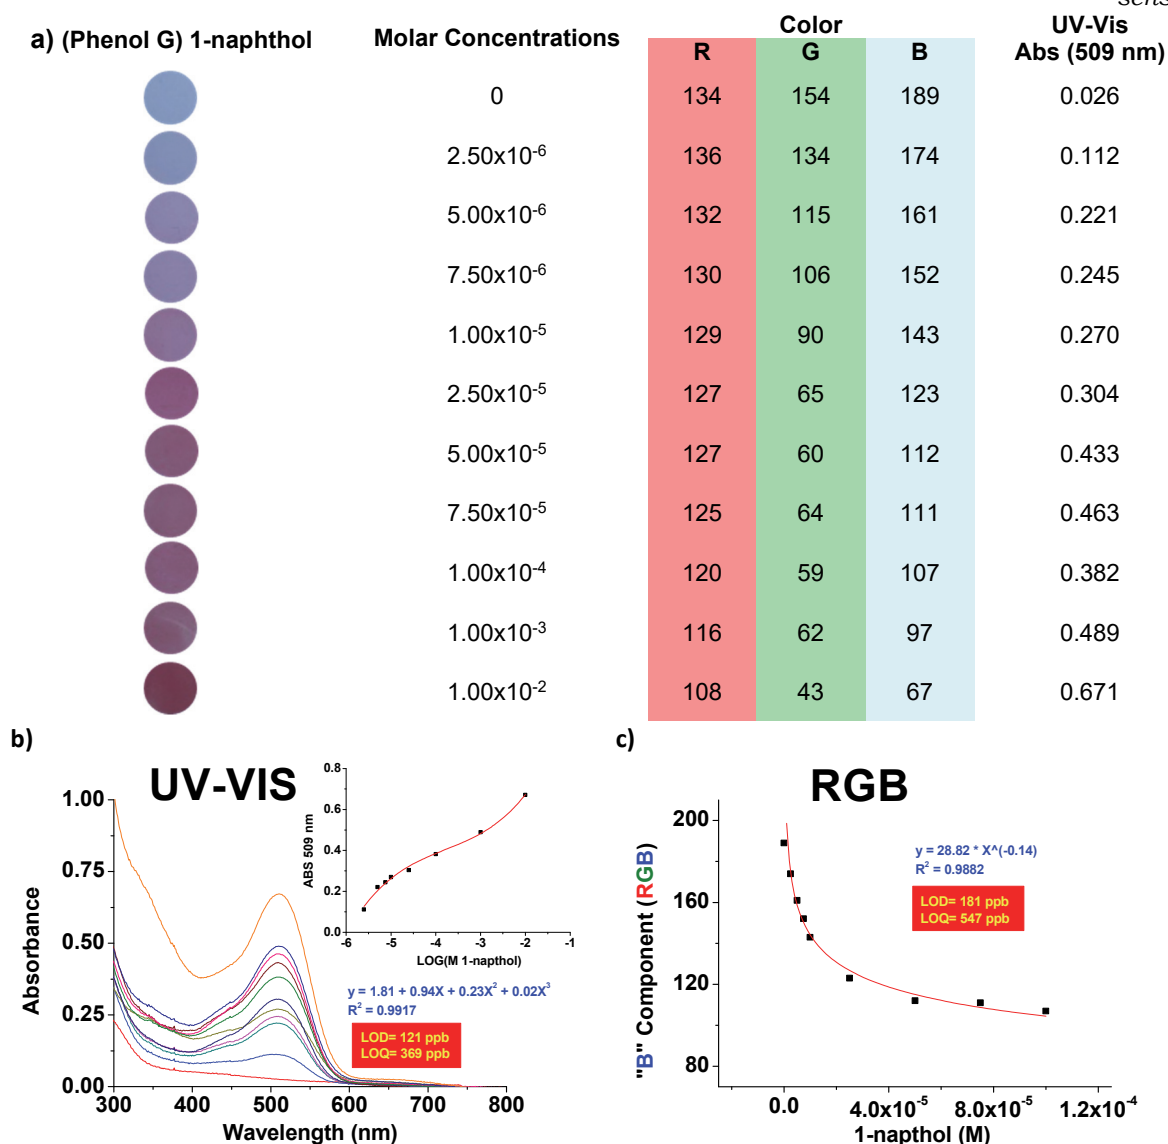 sens
a) (Phenol G) 1-naphthol
Molar Concentrations
Color
R G B
UV-Vis
Abs (509 nm)
0 134 154 189 0.026
2.50x10⁻⁶ 136 134 174 0.112
5.00x10⁻⁶ 132 115 161 0.221
7.50x10⁻⁶ 130 106 152 0.245
1.00x10⁻⁵ 129 90 143 0.270
2.50x10⁻⁵ 127 65 123 0.304
5.00x10⁻⁵ 127 60 112 0.433
7.50x10⁻⁵ 125 64 111 0.463
1.00x10⁻⁴ 120 59 107 0.382
1.00x10⁻³ 116 62 97 0.489
1.00x10⁻² 108 43 67 0.671
b)
UV-VIS
1.00
0.75
0.50
0.25
0.00
Absorbance
300 400 500 600 700 800
Wavelength (nm)
0.8
0.6
0.4
0.2
0.0
ABS 509 nm
-6 -5 -4 -3 -2 -1
LOG(M 1-napthol)
y = 1.81 + 0.94X + 0.23X² + 0.02X³
R² = 0.9917
LOD= 121 ppb
LOQ= 369 ppb
c)
RGB
200
160
120
80
"B" Component (RGB)
y = 28.82 * X^(-0.14)
R² = 0.9882
LOD= 181 ppb
LOQ= 547 ppb
0.0 4.0x10⁻⁵ 8.0x10⁻⁵ 1.2x10⁻⁴
1-napthol (M)